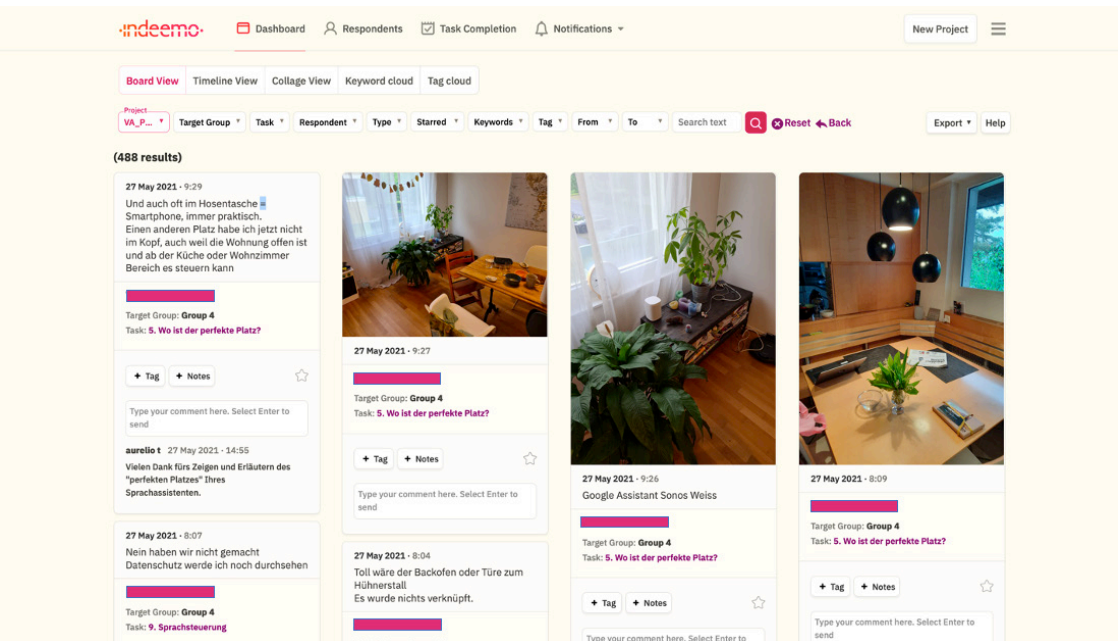 indeemo
Dashboard
Respondents
Task Completion
Notifications
New Project
Board View
Timeline View
Collage View
Keyword cloud
Tag cloud
Project
VA_P...
Target Group
Task
Respondent
Type
Starred
Keywords
Tag
From
To
Search text
Reset
Back
Export
Help
(488 results)
27 May 2021 · 9:29
Und auch oft im Hosentasche =
Smartphone, immer praktisch.
Einen anderen Platz habe ich jetzt nicht
im Kopf, auch weil die Wohnung offen ist
und ab der Küche oder Wohnzimmer
Bereich es steuern kann
Target Group: Group 4
Task: 5. Wo ist der perfekte Platz?
+ Tag
+ Notes
Type your comment here. Select Enter to
send
aurelio t 27 May 2021 · 14:55
Vielen Dank fürs Zeigen und Erläutern des
"perfekten Platzes" Ihres
Sprachassistenten.
27 May 2021 · 8:07
Nein haben wir nicht gemacht
Datenschutz werde ich noch durchsehen
Target Group: Group 4
Task: 9. Sprachsteuerung
27 May 2021 · 9:27
Target Group: Group 4
Task: 5. Wo ist der perfekte Platz?
+ Tag
+ Notes
Type your comment here. Select Enter to
send
27 May 2021 · 8:04
Toll wäre der Backofen oder Türe zum
Hühnerstall
Es wurde nichts verknüpft.
27 May 2021 · 9:26
Google Assistant Sonos Weiss
Target Group: Group 4
Task: 5. Wo ist der perfekte Platz?
+ Tag
+ Notes
Type your comment here. Select Enter to
27 May 2021 · 8:09
Target Group: Group 4
Task: 5. Wo ist der perfekte Platz?
+ Tag
+ Notes
Type your comment here. Select Enter to
send